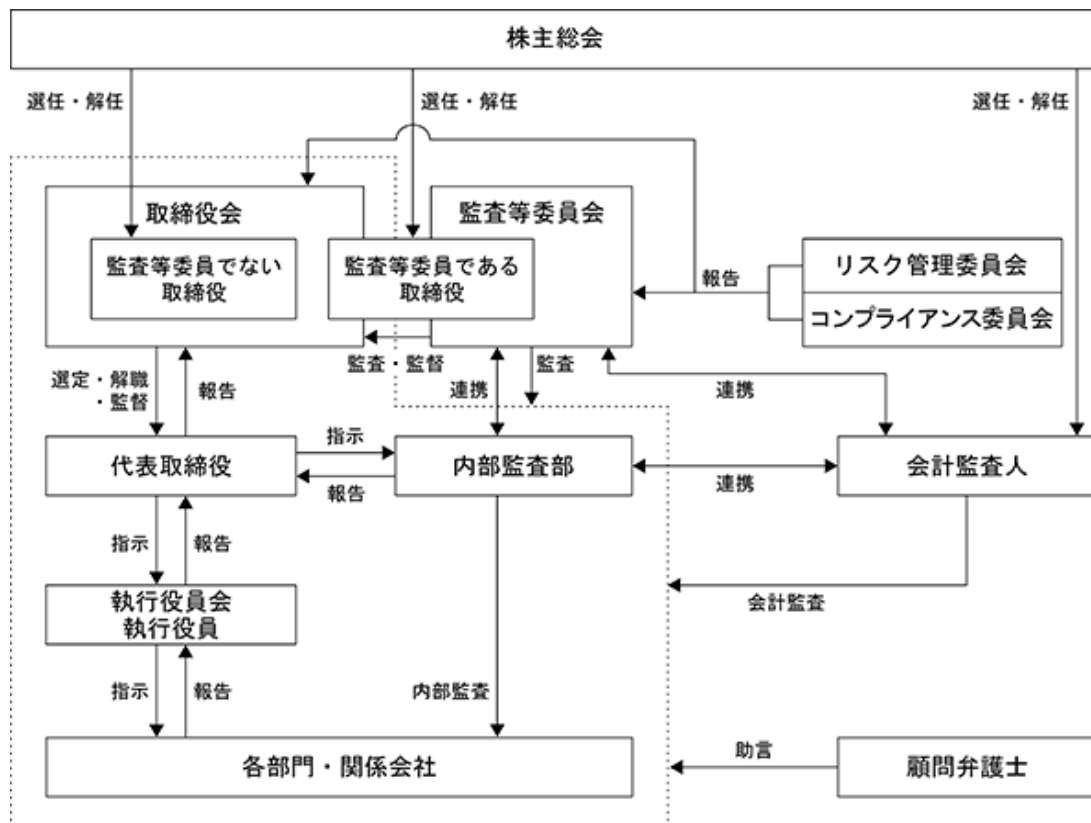 株主総会
選任・解任
選任・解任
選任・解任
取締役会
監査等委員会
監査等委員でない
取締役
監査等委員である
取締役
報告
リスク管理委員会
コンプライアンス委員会
監査・監督
監査
選定・解職
・監督
報告
連携
連携
指示
代表取締役
内部監査部
会計監査人
報告
連携
指示
報告
執行役員会
執行役員
会計監査
指示
報告
内部監査
各部門・関係会社
助言
顧問弁護士